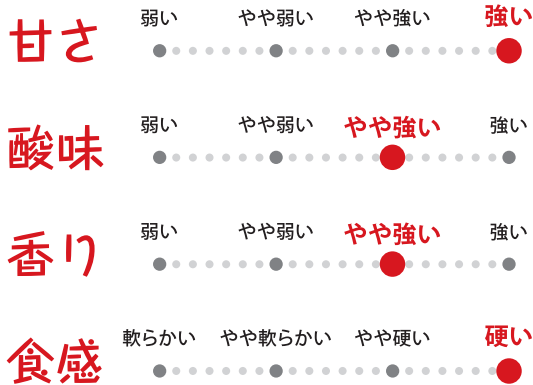 甘さ 弱い やや弱い やや強い 強い
酸味 弱い やや弱い やや強い 強い
香り 弱い やや弱い やや強い 強い
食感 軟らかい やや軟らかい やや硬い 硬い